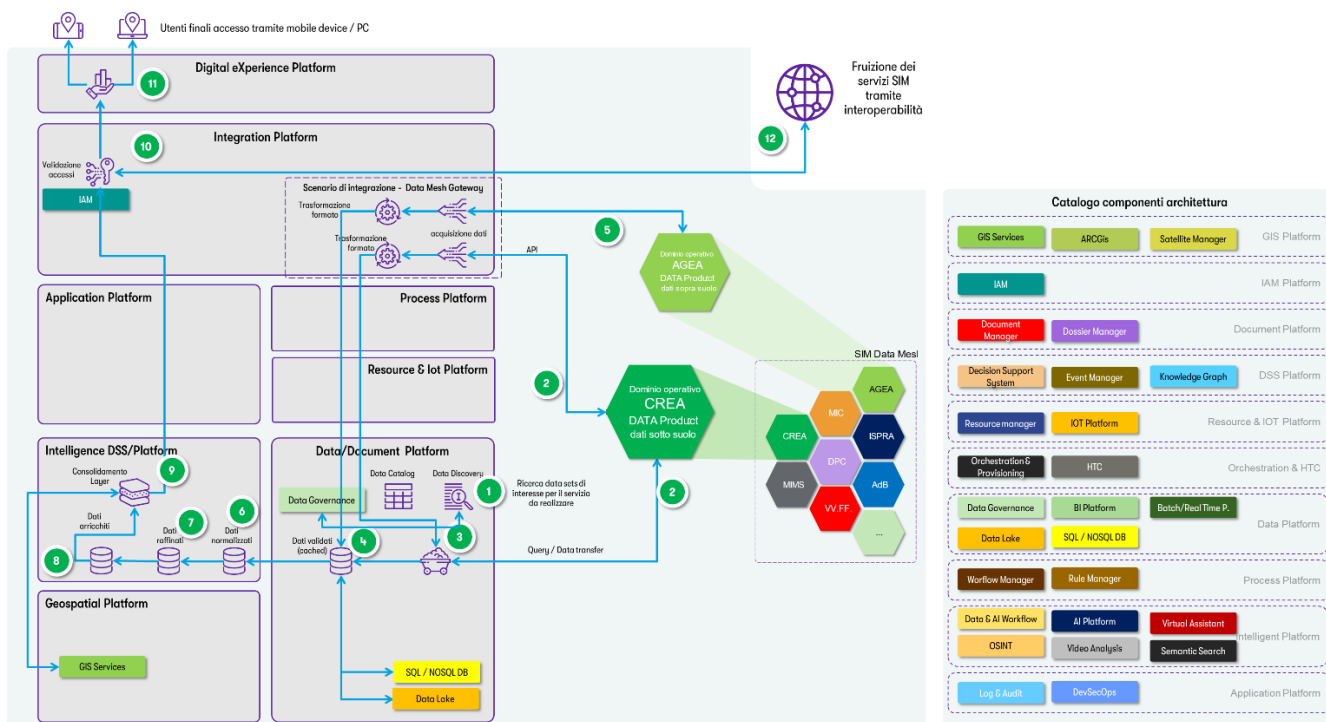 Utenti finali accesso tramite mobile device / PC
Digital eXperience Platform
11
Fruizione dei
servizi SIM
tramite
interoperabilità
12
Integration Platform
10
Validazione
accessi
IAM
Scenario di integrazione - Data Mesh Gateway
Trasformazione
formato
Trasformazione
formato
acquisizione dati
API
5
Dominio operativo
AGEA
DATA Product
dati sopra suolo
Application Platform
Process Platform
Resource & Iot Platform
2
Dominio operativo
CREA
DATA Product
dati sotto suolo
2
SIM Data Mesl
AGEA
MIC
CREA
ISPRA
DPC
MIMS
AdB
VV.FF.
...
Intelligence DSS/Platform
Consolidamento
Layer
9
Dati
arricchiti
8
Dati
raffinati
7
Dati
normalizzati
6
Data/Document Platform
Data Governance
Data Catalog
Data Discovery
1
Ricerca data sets di
interesse per il servizio
da realizzare
Dati validati
(cached)
4
3
Query / Data transfer
Geospatial Platform
GIS Services
SQL / NOSQL DB
Data Lake
Catalogo componenti architettura
GIS Services
ARCGis
Satellite Manager
GIS Platform
IAM
IAM Platform
Document
Manager
Dossier Manager
Document Platform
Decision Support
System
Event Manager
Knowledge Graph
DSS Platform
Resource manager
IOT Platform
Resource & IOT Platform
Orchestration &
Provisioning
HTC
Orchestration & HTC
Data Governance
BI Platform
Batch/Real Time P.
Data Lake
SQL / NOSQL DB
Data Platform
Worflow Manager
Rule Manager
Process Platform
Data & AI Workflow
AI Platform
Virtual Assistant
OSINT
Video Analysis
Semantic Search
Intelligent Platform
Log & Audit
DevSecOps
Application Platform